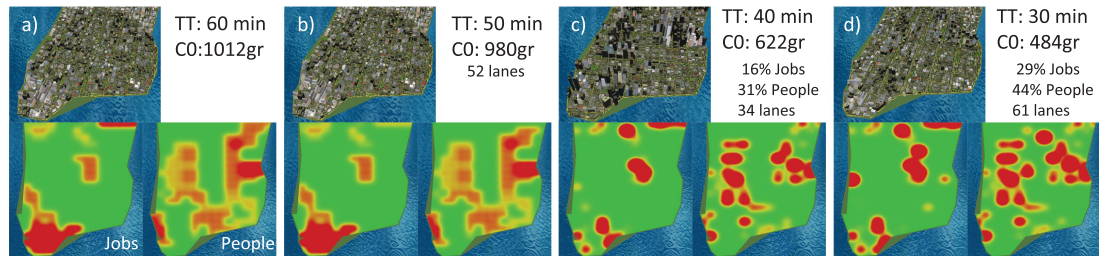 a)
TT: 60 min
C0:1012gr
Jobs
People
b)
TT: 50 min
C0: 980gr
52 lanes
c)
TT: 40 min
C0: 622gr
16% Jobs
31% People
34 lanes
d)
TT: 30 min
C0: 484gr
29% Jobs
44% People
61 lanes